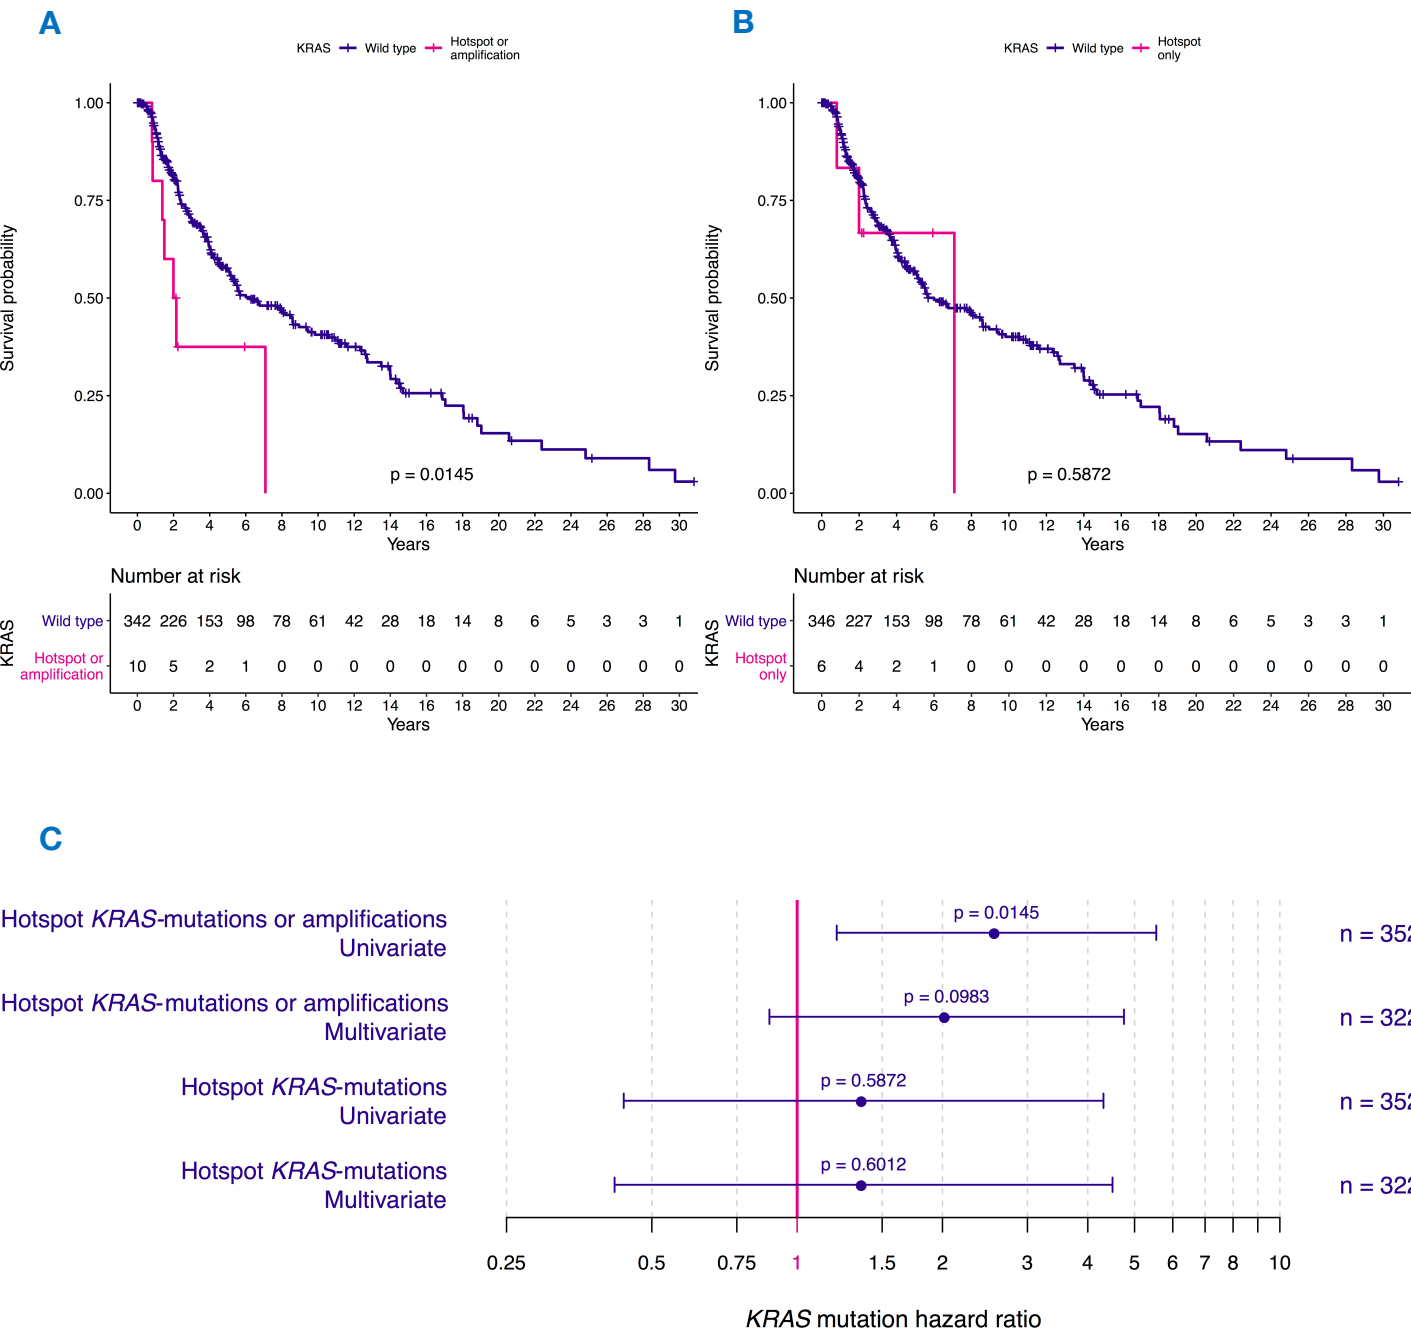 A
KRAS Wild type Hotspot or
amplification
1.00
0.75
0.50
0.25
0.00
Survival probability
p = 0.0145
0 2 4 6 8 10 12 14 16 18 20 22 24 26 28 30
Years
Number at risk
KRAS
Wild type 342 226 153 98 78 61 42 28 18 14 8 6 5 3 3 1
Hotspot or
amplification 10 5 2 1 0 0 0 0 0 0 0 0 0 0 0 0
0 2 4 6 8 10 12 14 16 18 20 22 24 26 28 30
Years
B
KRAS Wild type Hotspot
only
1.00
0.75
0.50
0.25
0.00
Survival probability
p = 0.5872
0 2 4 6 8 10 12 14 16 18 20 22 24 26 28 30
Years
Number at risk
KRAS
Wild type 346 227 153 98 78 61 42 28 18 14 8 6 5 3 3 1
Hotspot
only 6 4 2 1 0 0 0 0 0 0 0 0 0 0 0 0
0 2 4 6 8 10 12 14 16 18 20 22 24 26 28 30
Years
C
Hotspot KRAS-mutations or amplifications
Univariate
p = 0.0145
n = 352
Hotspot KRAS-mutations or amplifications
Multivariate
p = 0.0983
n = 322
Hotspot KRAS-mutations
Univariate
p = 0.5872
n = 352
Hotspot KRAS-mutations
Multivariate
p = 0.6012
n = 322
0.25 0.5 0.75 1 1.5 2 3 4 5 6 7 8 10
KRAS mutation hazard ratio